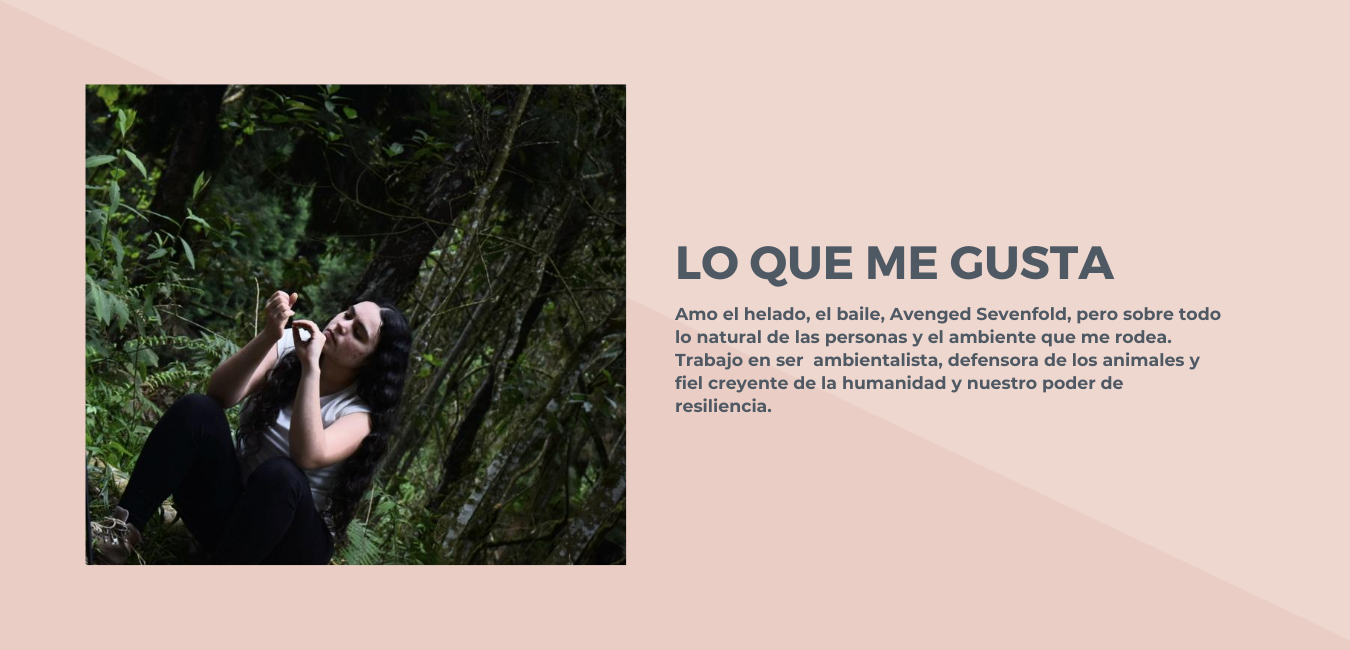 LO QUE ME GUSTA
Amo el helado, el baile, Avenged Sevenfold, pero sobre todo
lo natural de las personas y el ambiente que me rodea.
Trabajo en ser  ambientalista, defensora de los animales y
fiel creyente de la humanidad y nuestro poder de
resiliencia.